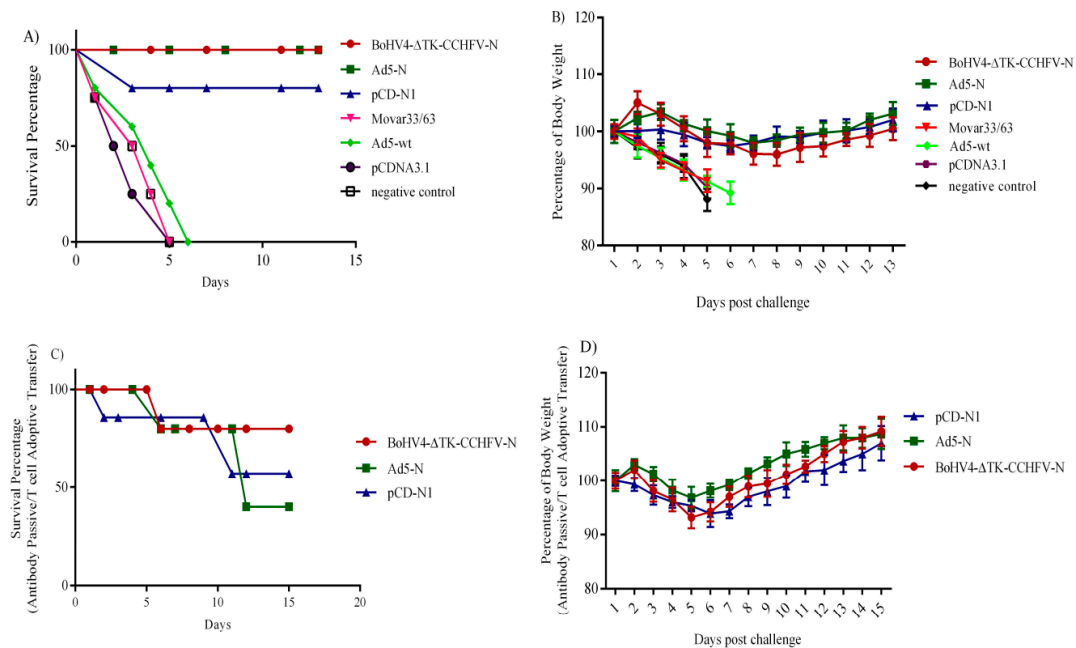 A)
Survival Percentage
100
50
0
0 5 10 15
Days
BoHV4-ΔTK-CCHFV-N
Ad5-N
pCD-N1
Movar33/63
Ad5-wt
pCDNA3.1
negative control
B)
Percentage of Body Weight
120
110
100
90
80
1 2 3 4 5 6 7 8 9 10 11 12 13
Days post challenge
BoHV4-ΔTK-CCHFV-N
Ad5-N
pCD-N1
Movar33/63
Ad5-wt
pCDNA3.1
negative control
C)
Survival Percentage
(Antibody Passive/T cell Adoptive Transfer)
100
50
0
0 5 10 15 20
Days
BoHV4-ΔTK-CCHFV-N
Ad5-N
pCD-N1
D)
Percentage of Body Weight
(Antibody Passive/T cell Adoptive Transfer)
120
110
100
90
80
1 2 3 4 5 6 7 8 9 10 11 12 13 14 15
Days post challenge
pCD-N1
Ad5-N
BoHV4-ΔTK-CCHFV-N